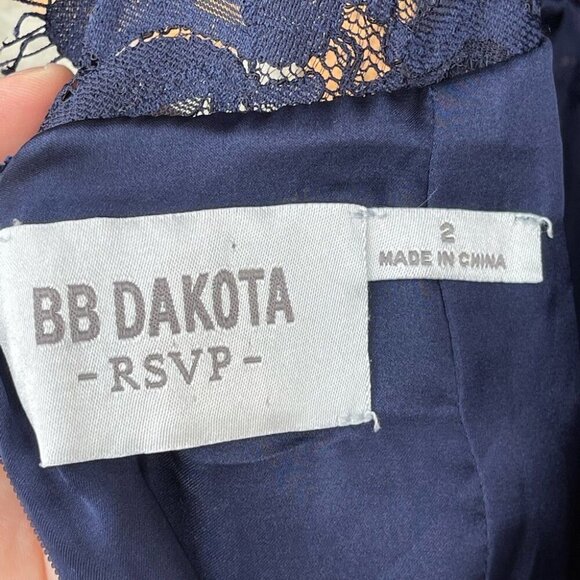 BB DAKOTA
- RSVP -
2
MADE IN CHINA